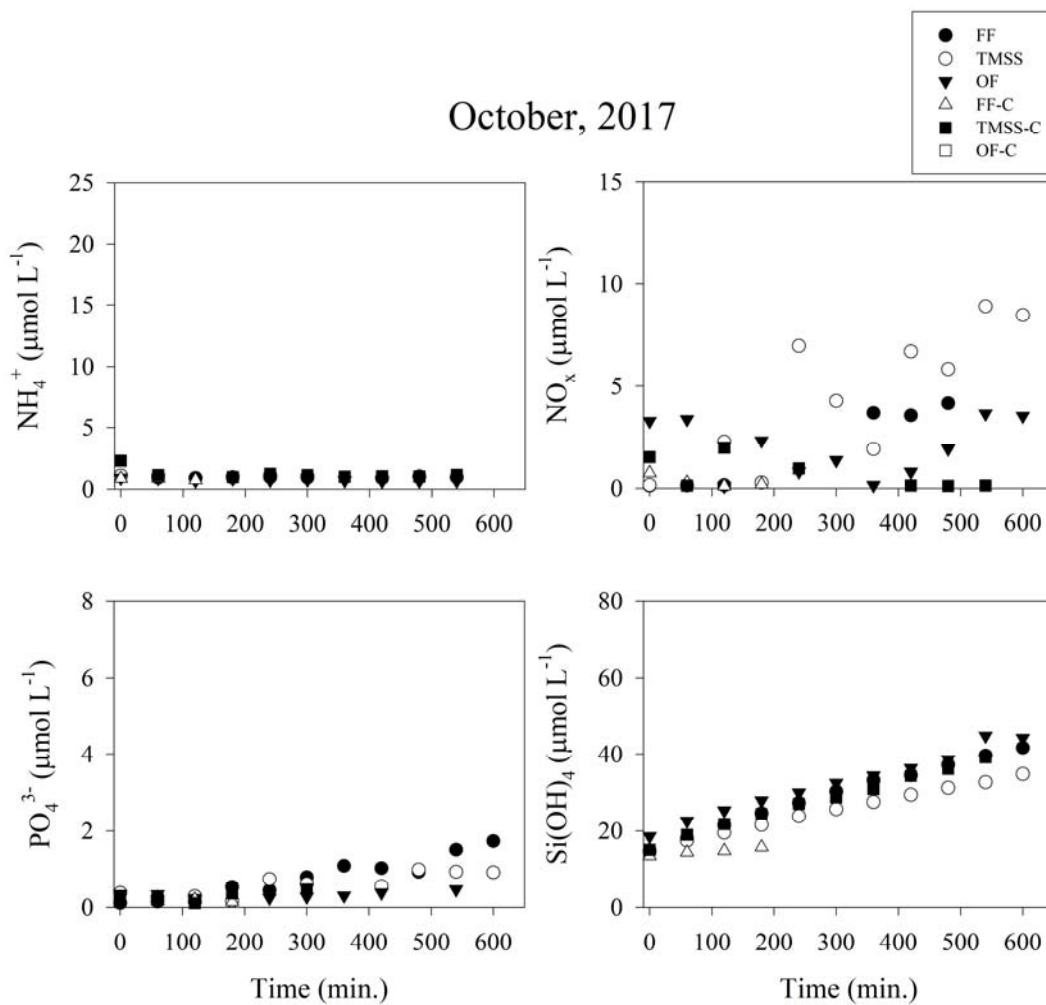 FF
TMSS
OF
FF-C
TMSS-C
OF-C
October, 2017
25
20
15
10
5
0
NH₄⁺ (μmol L⁻¹)
0 100 200 300 400 500 600
15
10
5
0
NOₓ (μmol L⁻¹)
0 100 200 300 400 500 600
8
6
4
2
0
PO₄³⁻ (μmol L⁻¹)
0 100 200 300 400 500 600
Time (min.)
80
60
40
20
0
Si(OH)₄ (μmol L⁻¹)
0 100 200 300 400 500 600
Time (min.)